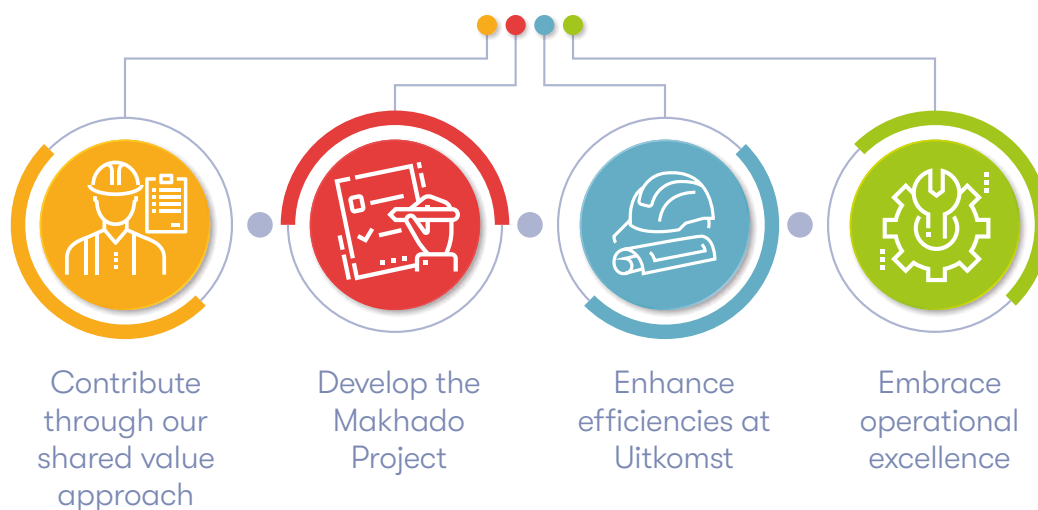 Contribute
through our
shared value
approach
Develop the
Makhado
Project
Enhance
efficiencies at
Uitkomst
Embrace
operational
excellence